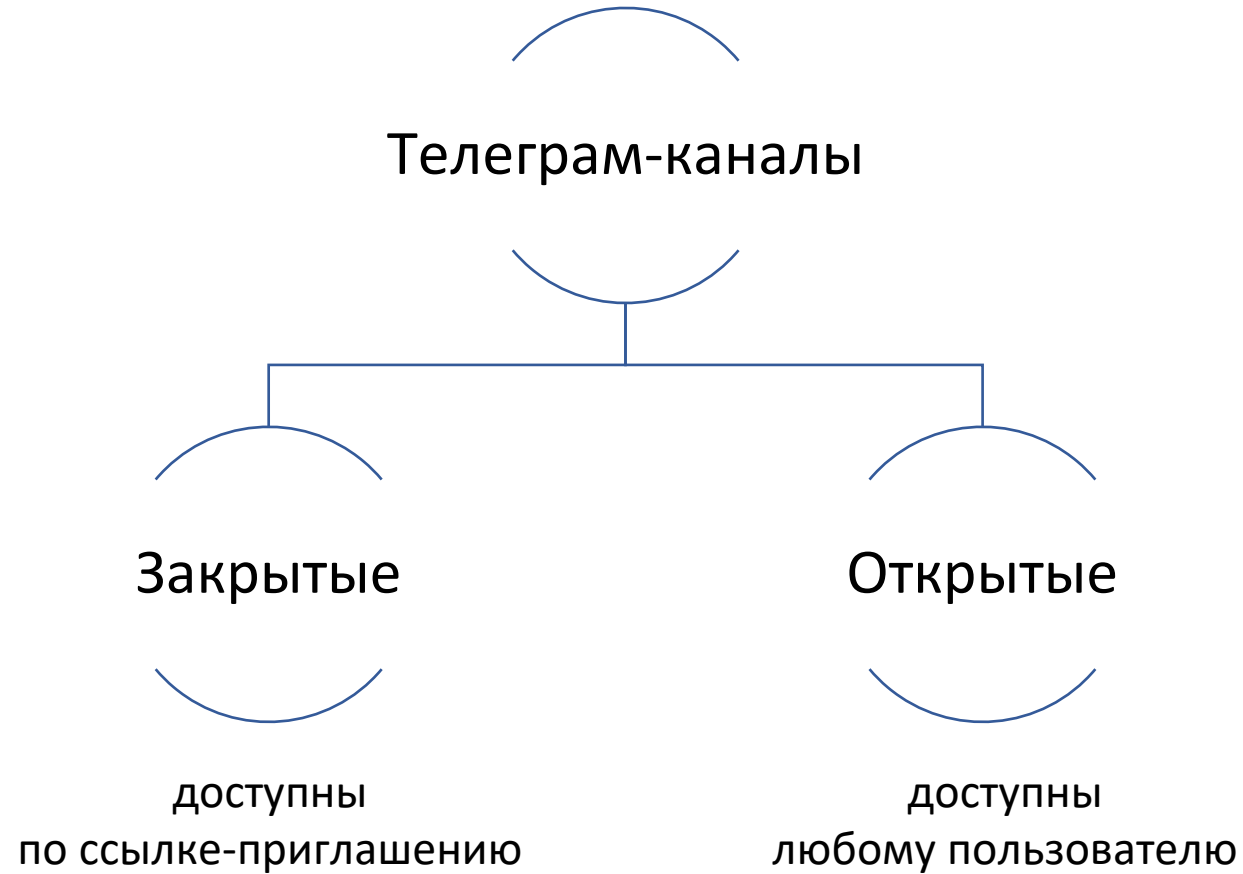 Телеграм-каналы
Закрытые
Открытые
доступны
по ссылке-приглашению
доступны
любому пользователю